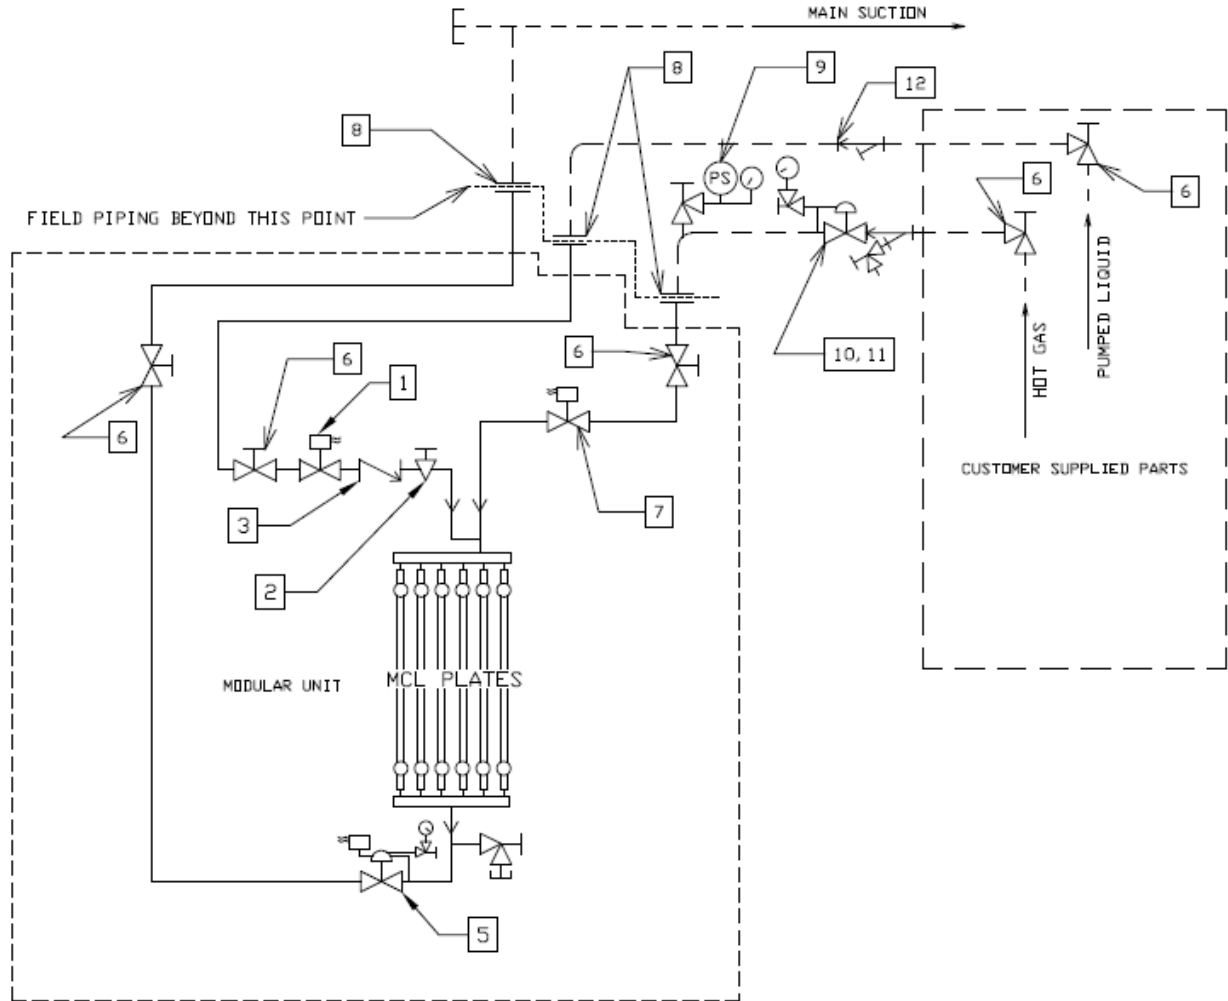 MAIN SUCTION
8
9
12
8
6
6
FIELD PIPING BEYOND THIS POINT
PS
PUMPED LIQUID
HOT GAS
6
10, 11
6
1
6
CUSTOMER SUPPLIED PARTS
3
7
2
MODULAR UNIT
MCL PLATES
5